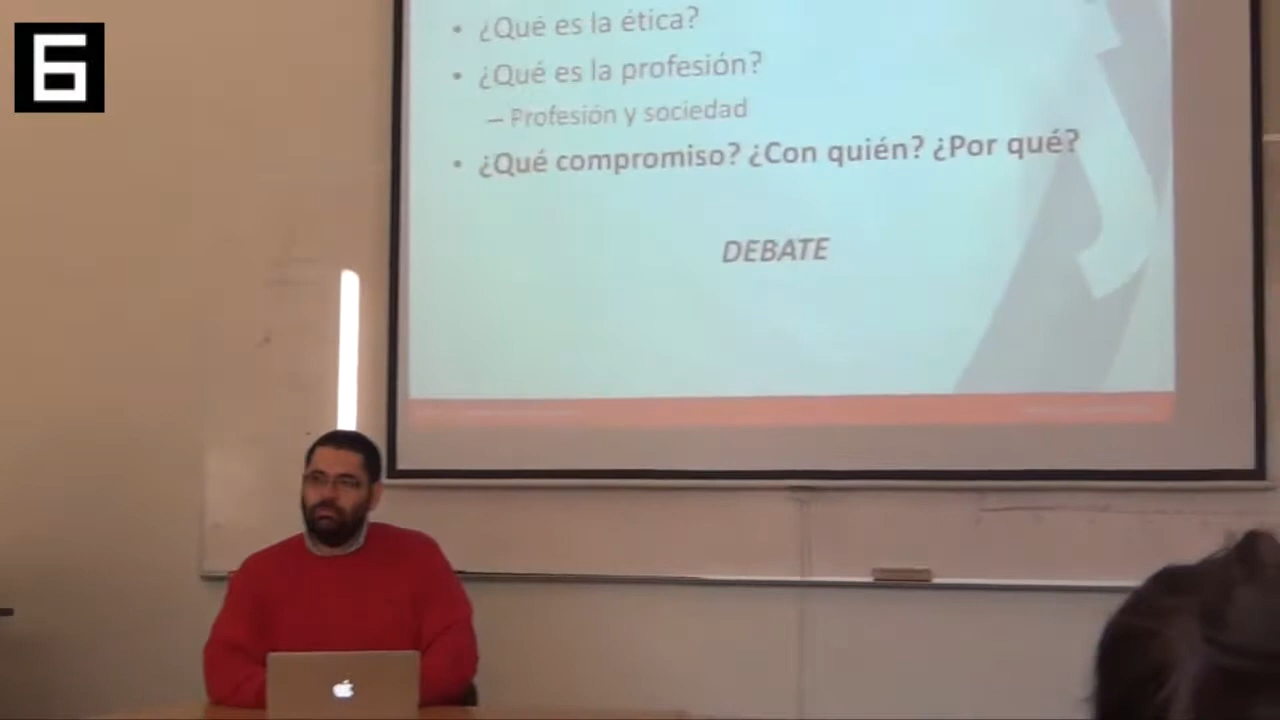 6
• ¿Qué es la ética?
• ¿Qué es la profesión?
– Profesión y sociedad
• ¿Qué compromiso? ¿Con quién? ¿Por qué?
DEBATE